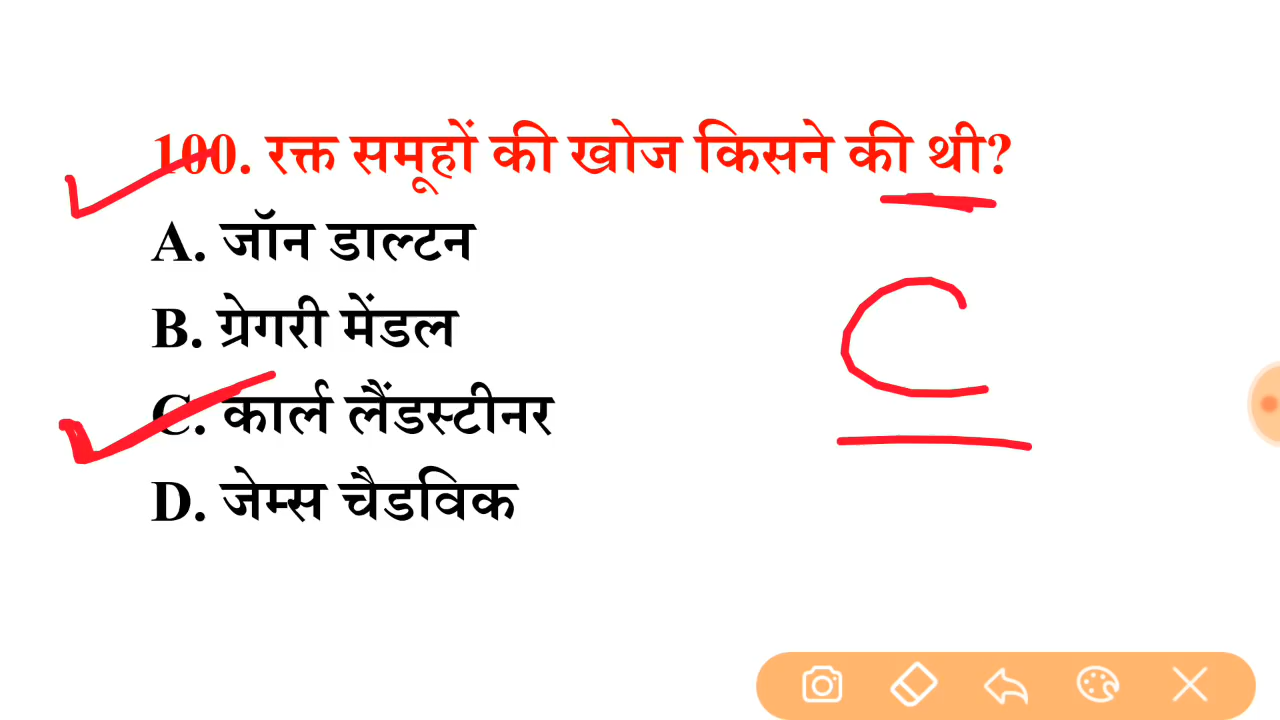 100. रक्त समूहों की खोज किसने की थी?
A. जॉन डाल्टन
B. ग्रेगरी मेंडल
C. कार्ल लैंडस्टीनर
D. जेम्स चैडविक
C